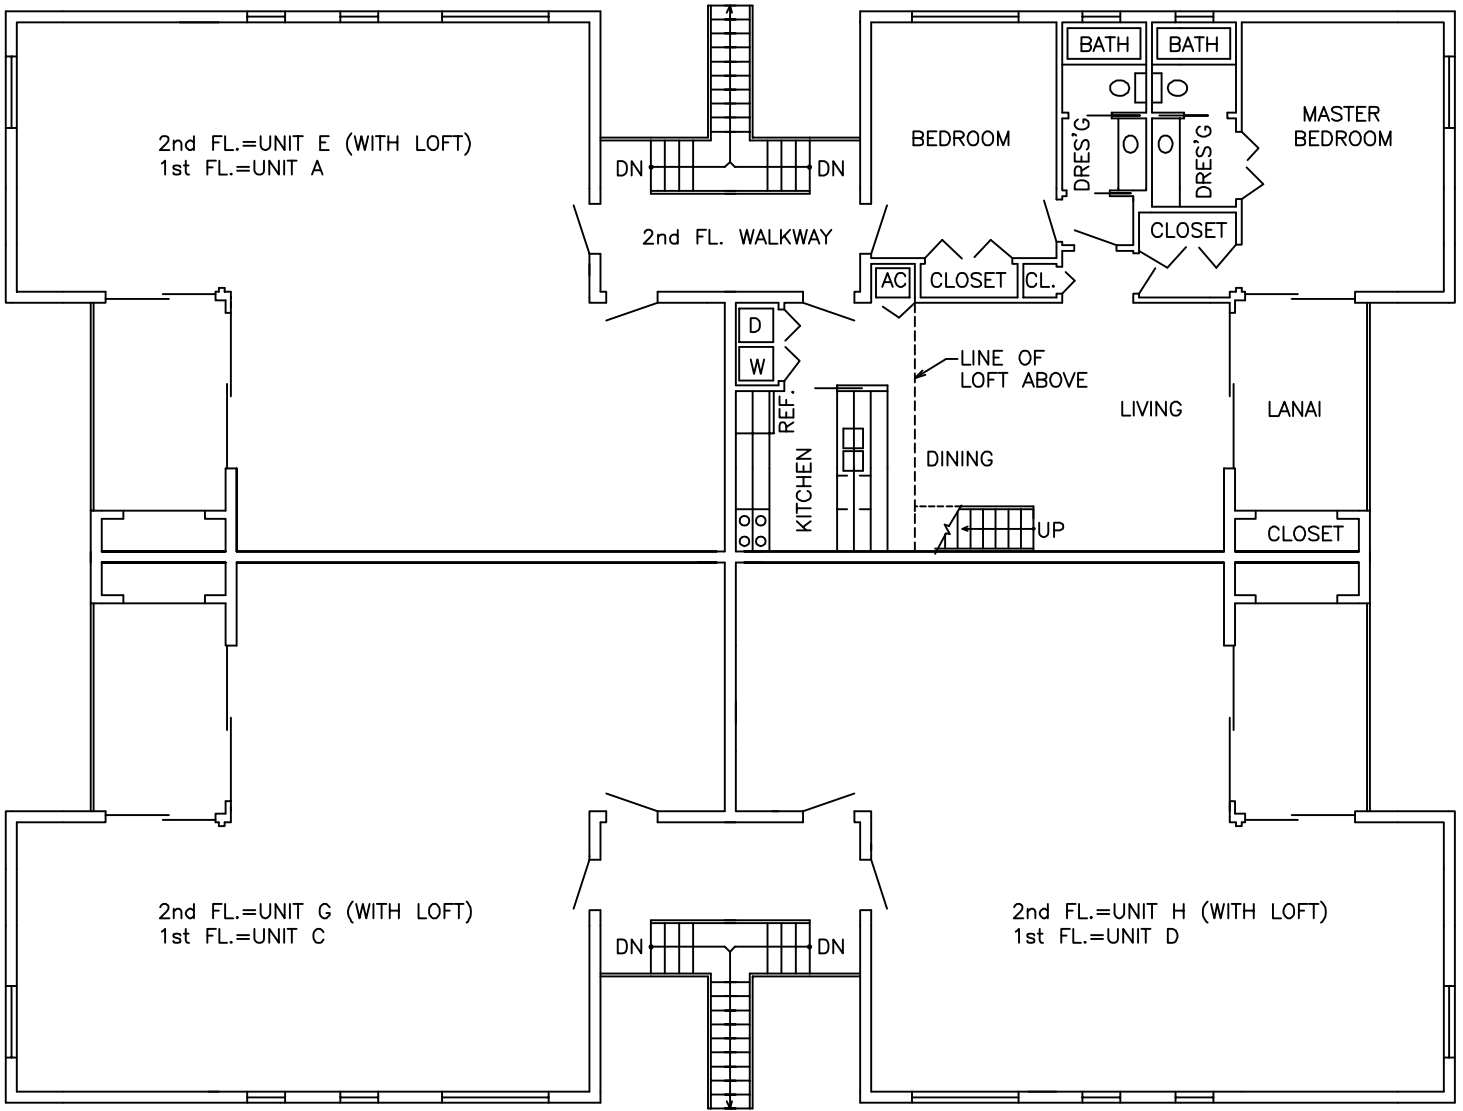 BATH
BATH
2nd FL.=UNIT E (WITH LOFT)
1st FL.=UNIT A
DN
DN
BEDROOM
DRES'G
DRES'G
MASTER
BEDROOM
2nd FL. WALKWAY
CLOSET
AC
CLOSET
CL.
D
W
LINE OF
LOFT ABOVE
REF.
LIVING
LANAI
KITCHEN
DINING
UP
CLOSET
2nd FL.=UNIT G (WITH LOFT)
1st FL.=UNIT C
DN
DN
2nd FL.=UNIT H (WITH LOFT)
1st FL.=UNIT D